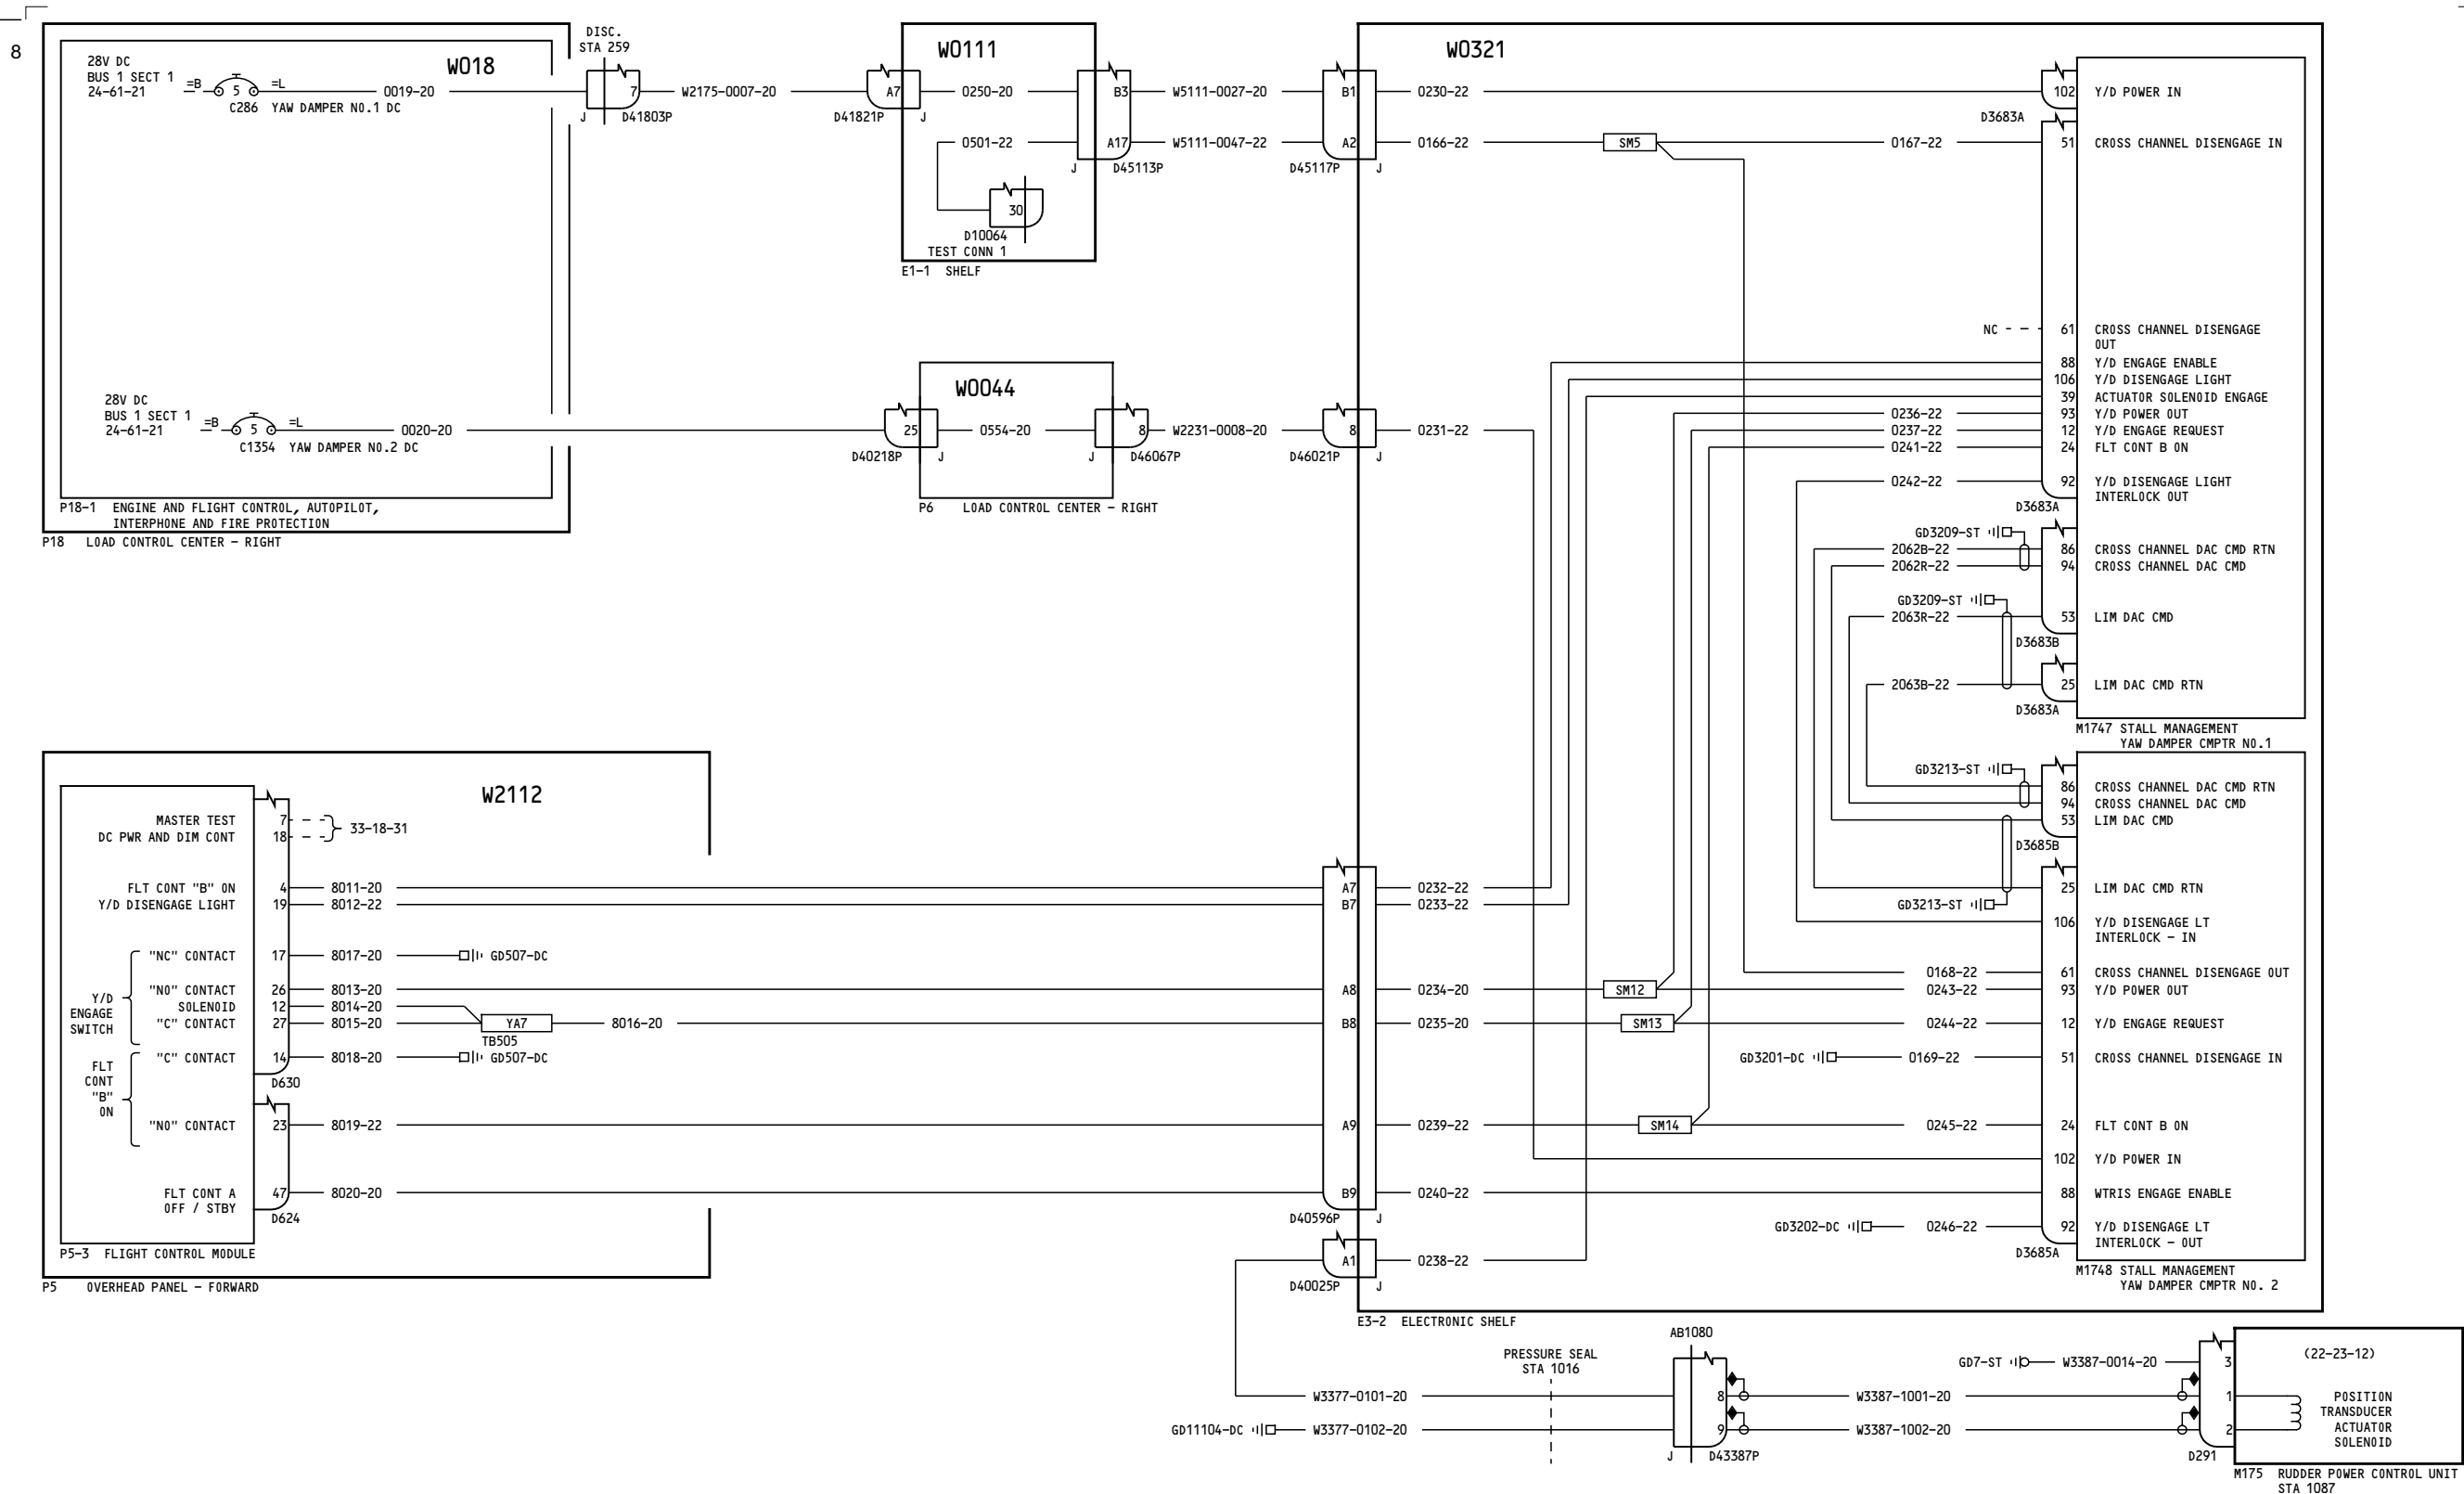 8
28V DC
BUS 1 SECT 1
24-61-21
=B
5
=L
C286 YAW DAMPER NO.1 DC
W018
0019-20
DISC.
STA 259
7
J
D41803P
W2175-0007-20
A7
D41821P
J
W0111
0250-20
0501-22
30
D10064
TEST CONN 1
E1-1 SHELF
B3
A17
J
D45113P
W5111-0027-20
W5111-0047-22
B1
A2
D45117P
J
W0321
0230-22
0166-22
SM5
0167-22
28V DC
BUS 1 SECT 1
24-61-21
=B
5
=L
C1354 YAW DAMPER NO.2 DC
0020-20
P18-1 ENGINE AND FLIGHT CONTROL, AUTOPILOT,
INTERPHONE AND FIRE PROTECTION
P18 LOAD CONTROL CENTER - RIGHT
25
D40218P
J
W0044
0554-20
8
J
D46067P
P6 LOAD CONTROL CENTER - RIGHT
W2231-0008-20
8
D46021P
J
0231-22
102 Y/D POWER IN
D3683A
51 CROSS CHANNEL DISENGAGE IN
NC
61 CROSS CHANNEL DISENGAGE
OUT
88 Y/D ENGAGE ENABLE
106 Y/D DISENGAGE LIGHT
39 ACTUATOR SOLENOID ENGAGE
0236-22 93 Y/D POWER OUT
0237-22 12 Y/D ENGAGE REQUEST
0241-22 24 FLT CONT B ON
0242-22 92 Y/D DISENGAGE LIGHT
INTERLOCK OUT
D3683A
GD3209-ST
2062B-22 86 CROSS CHANNEL DAC CMD RTN
2062R-22 94 CROSS CHANNEL DAC CMD
GD3209-ST
2063R-22 53 LIM DAC CMD
D3683B
2063B-22 25 LIM DAC CMD RTN
D3683A
M1747 STALL MANAGEMENT
YAW DAMPER CMPTR NO.1
GD3213-ST
86 CROSS CHANNEL DAC CMD RTN
94 CROSS CHANNEL DAC CMD
53 LIM DAC CMD
D3685B
25 LIM DAC CMD RTN
GD3213-ST
106 Y/D DISENGAGE LT
INTERLOCK - IN
0168-22 61 CROSS CHANNEL DISENGAGE OUT
0243-22 93 Y/D POWER OUT
0244-22 12 Y/D ENGAGE REQUEST
GD3201-DC 0169-22 51 CROSS CHANNEL DISENGAGE IN
0245-22 24 FLT CONT B ON
102 Y/D POWER IN
88 WTRIS ENGAGE ENABLE
GD3202-DC 0246-22 92 Y/D DISENGAGE LT
INTERLOCK - OUT
D3685A
M1748 STALL MANAGEMENT
YAW DAMPER CMPTR NO. 2
W2112
MASTER TEST 7
DC PWR AND DIM CONT 18
33-18-31
FLT CONT "B" ON 4 8011-20
Y/D DISENGAGE LIGHT 19 8012-22
Y/D
ENGAGE
SWITCH
"NC" CONTACT 17 8017-20 GD507-DC
"NO" CONTACT 26 8013-20
SOLENOID 12 8014-20
"C" CONTACT 27 8015-20
YA7
TB505
8016-20
FLT
CONT
"B"
ON
"C" CONTACT 14 8018-20 GD507-DC
D630
"NO" CONTACT 23 8019-22
FLT CONT A
OFF / STBY
47 8020-20
D624
P5-3 FLIGHT CONTROL MODULE
P5 OVERHEAD PANEL - FORWARD
A7 0232-22
B7 0233-22
A8 0234-20 SM12
B8 0235-20 SM13
A9 0239-22 SM14
B9 0240-22
D40596P
J
A1 0238-22
D40025P
J
E3-2 ELECTRONIC SHELF
PRESSURE SEAL
STA 1016
W3377-0101-20
GD11104-DC W3377-0102-20
AB1080
8
9
J
D43387P
GD7-ST W3387-0014-20 3
W3387-1001-20 1
W3387-1002-20 2
D291
(22-23-12)
POSITION
TRANSDUCER
ACTUATOR
SOLENOID
M175 RUDDER POWER CONTROL UNIT
STA 1087